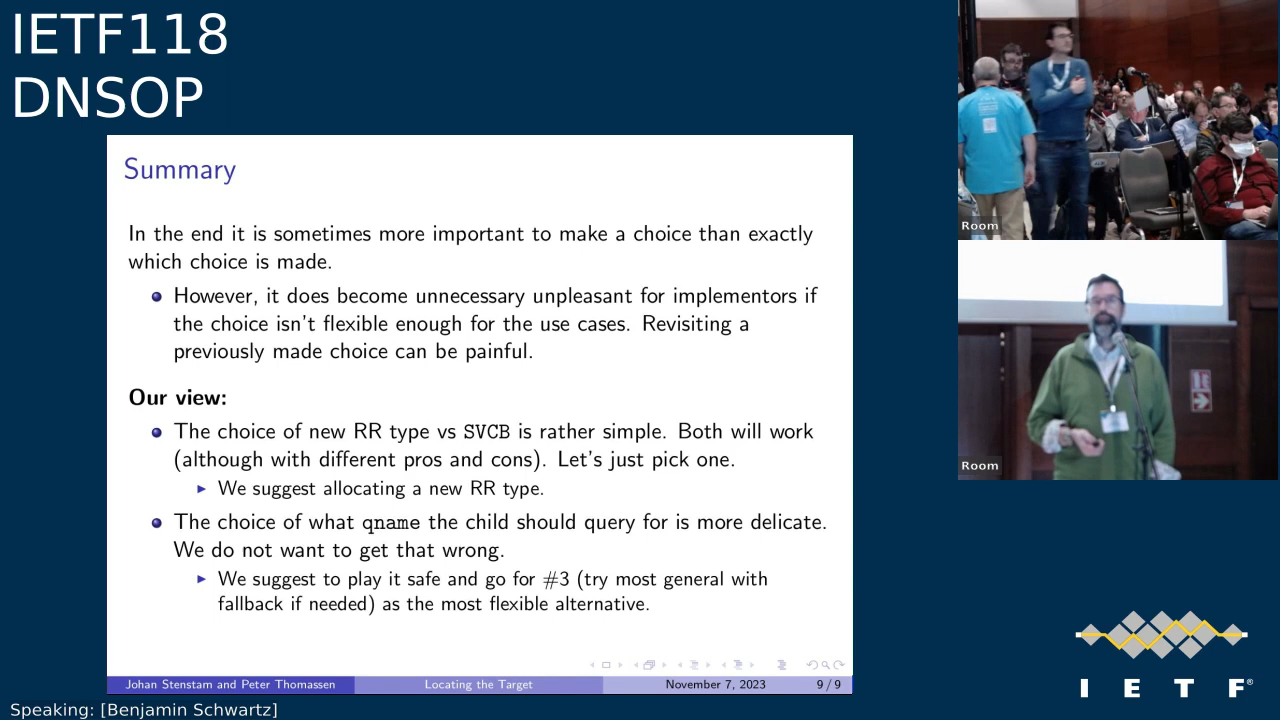 IETF118
DNSOP
Summary
In the end it is sometimes more important to make a choice than exactly
which choice is made.
However, it does become unnecessary unpleasant for implementors if
the choice isn't flexible enough for the use cases. Revisiting a
previously made choice can be painful.
Our view:
The choice of new RR type vs SVCB is rather simple. Both will work
(although with different pros and cons). Let's just pick one.
We suggest allocating a new RR type.
The choice of what qname the child should query for is more delicate.
We do not want to get that wrong.
We suggest to play it safe and go for #3 (try most general with
fallback if needed) as the most flexible alternative.
Johan Stenstam and Peter Thomassen
Locating the Target
November 7, 2023
9 / 9
Room
Room
I E T F®
Speaking: [Benjamin Schwartz]